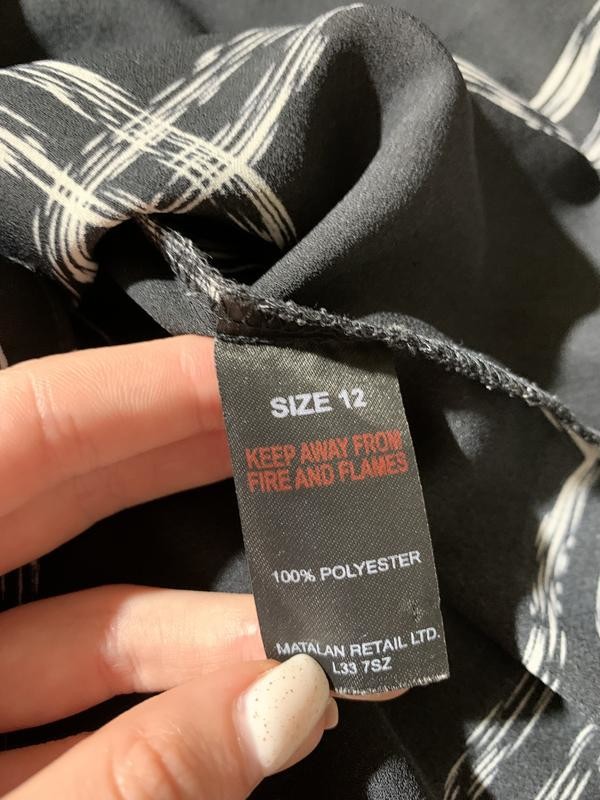 SIZE 12
KEEP AWAY FROM
FIRE AND FLAMES
100% POLYESTER
MATALAN RETAIL LTD.
L33 7SZ